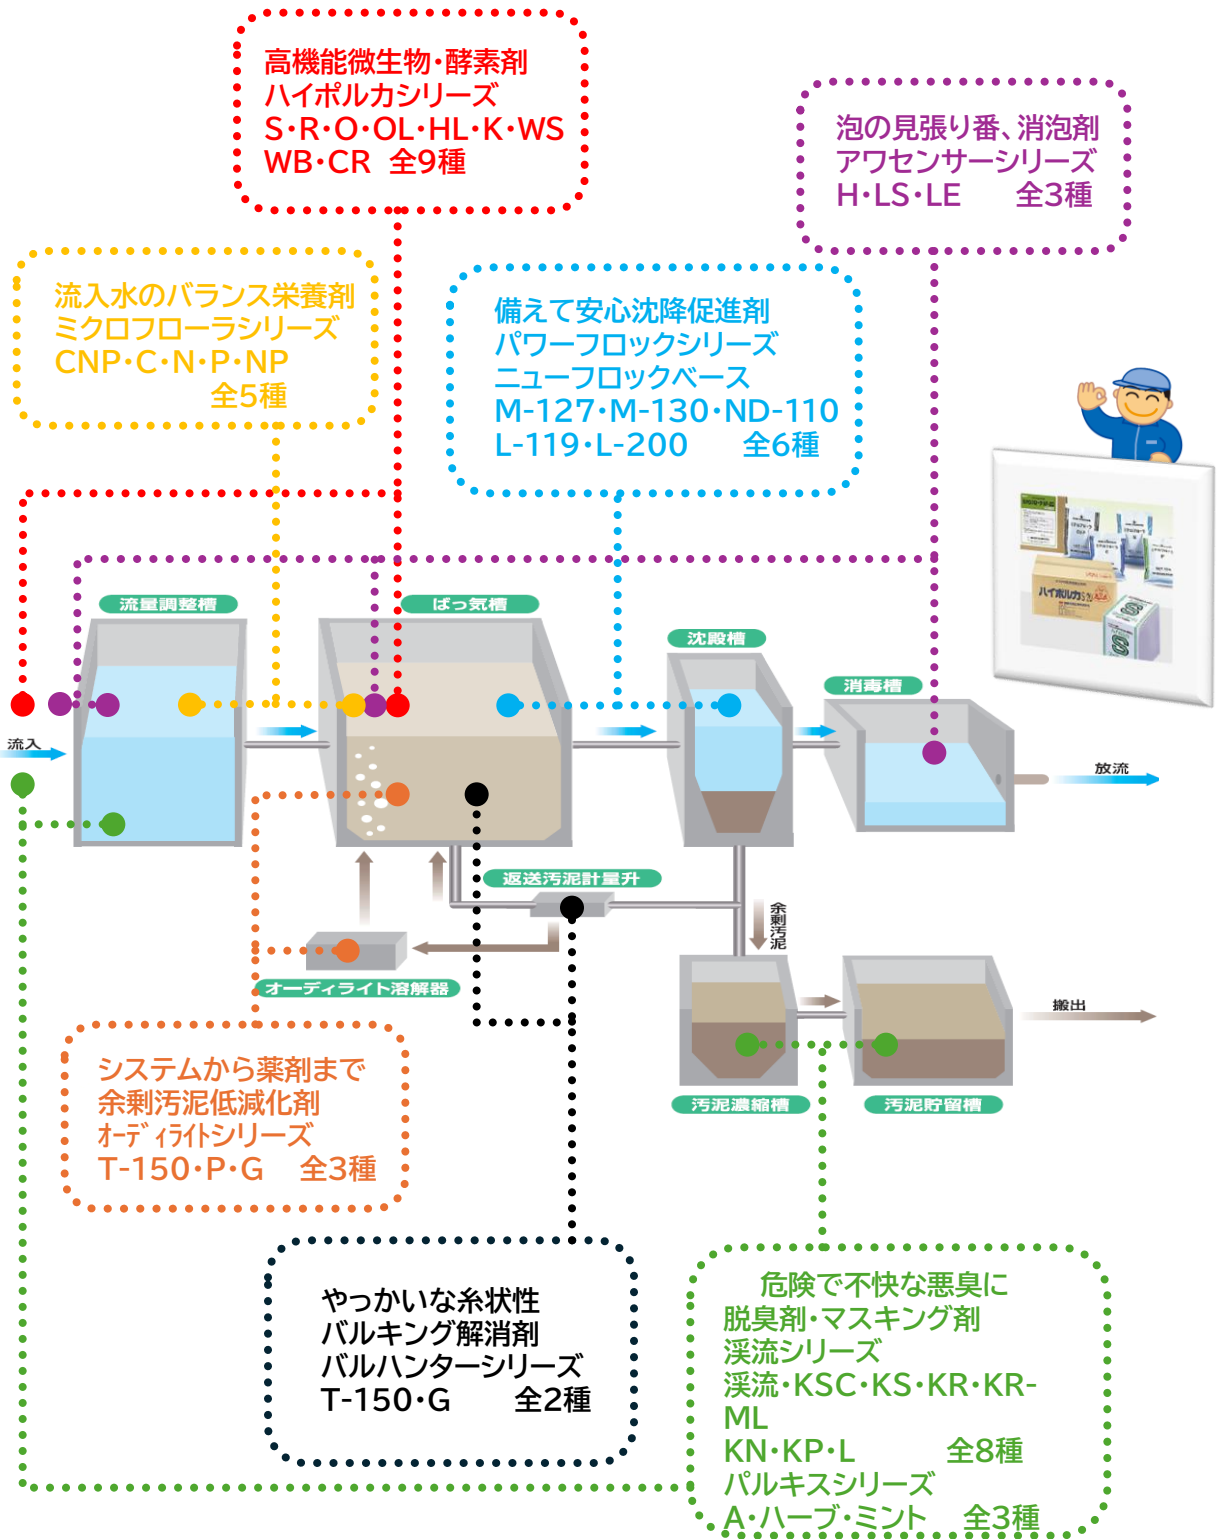 高機能微生物・酵素剤
ハイポルカシリーズ
S・R・O・OL・HL・K・WS
WB・CR 全9種
泡の見張り番、消泡剤
アワセンサーシリーズ
H・LS・LE 全3種
流入水のバランス栄養剤
ミクロフローラシリーズ
CNP・C・N・P・NP
全5種
備えて安心沈降促進剤
パワーフロックシリーズ
ニューフロックベース
M-127・M-130・ND-110
L-119・L-200 全6種
ハイポルカS
S
流量調整槽
ばっ気槽
沈殿槽
消毒槽
流入
放流
返送汚泥計量升
余剰汚泥
オーディライト溶解器
搬出
汚泥濃縮槽
汚泥貯留槽
システムから薬剤まで
余剰汚泥低減化剤
オーディライトシリーズ
T-150・P・G 全3種
やっかいな糸状性
バルキング解消剤
バルハンターシリーズ
T-150・G 全2種
危険で不快な悪臭に
脱臭剤・マスキング剤
渓流シリーズ
渓流・KSC・KS・KR・KR-
ML
KN・KP・L 全8種
パルキスシリーズ
A・ハーブ・ミント 全3種